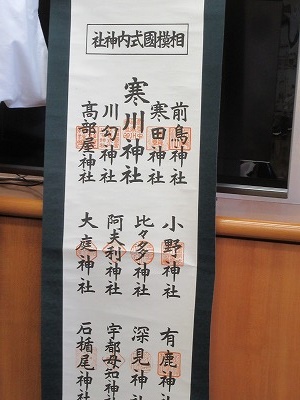 相模國式内神社
前鳥神社
寒田神社
寒川神社
川勾神社
高部屋神社
小野神社
比々多神社
阿夫利神社
大庭神社
有鹿神
深見神
宇都母知神
石楯尾神